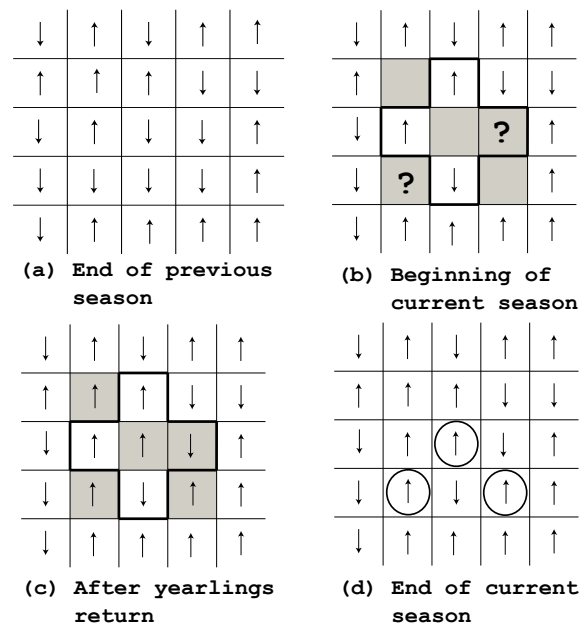 (a) End of previous
season
? 
?
(b) Beginning of
current season
(c) After yearlings
return
(d) End of current
season